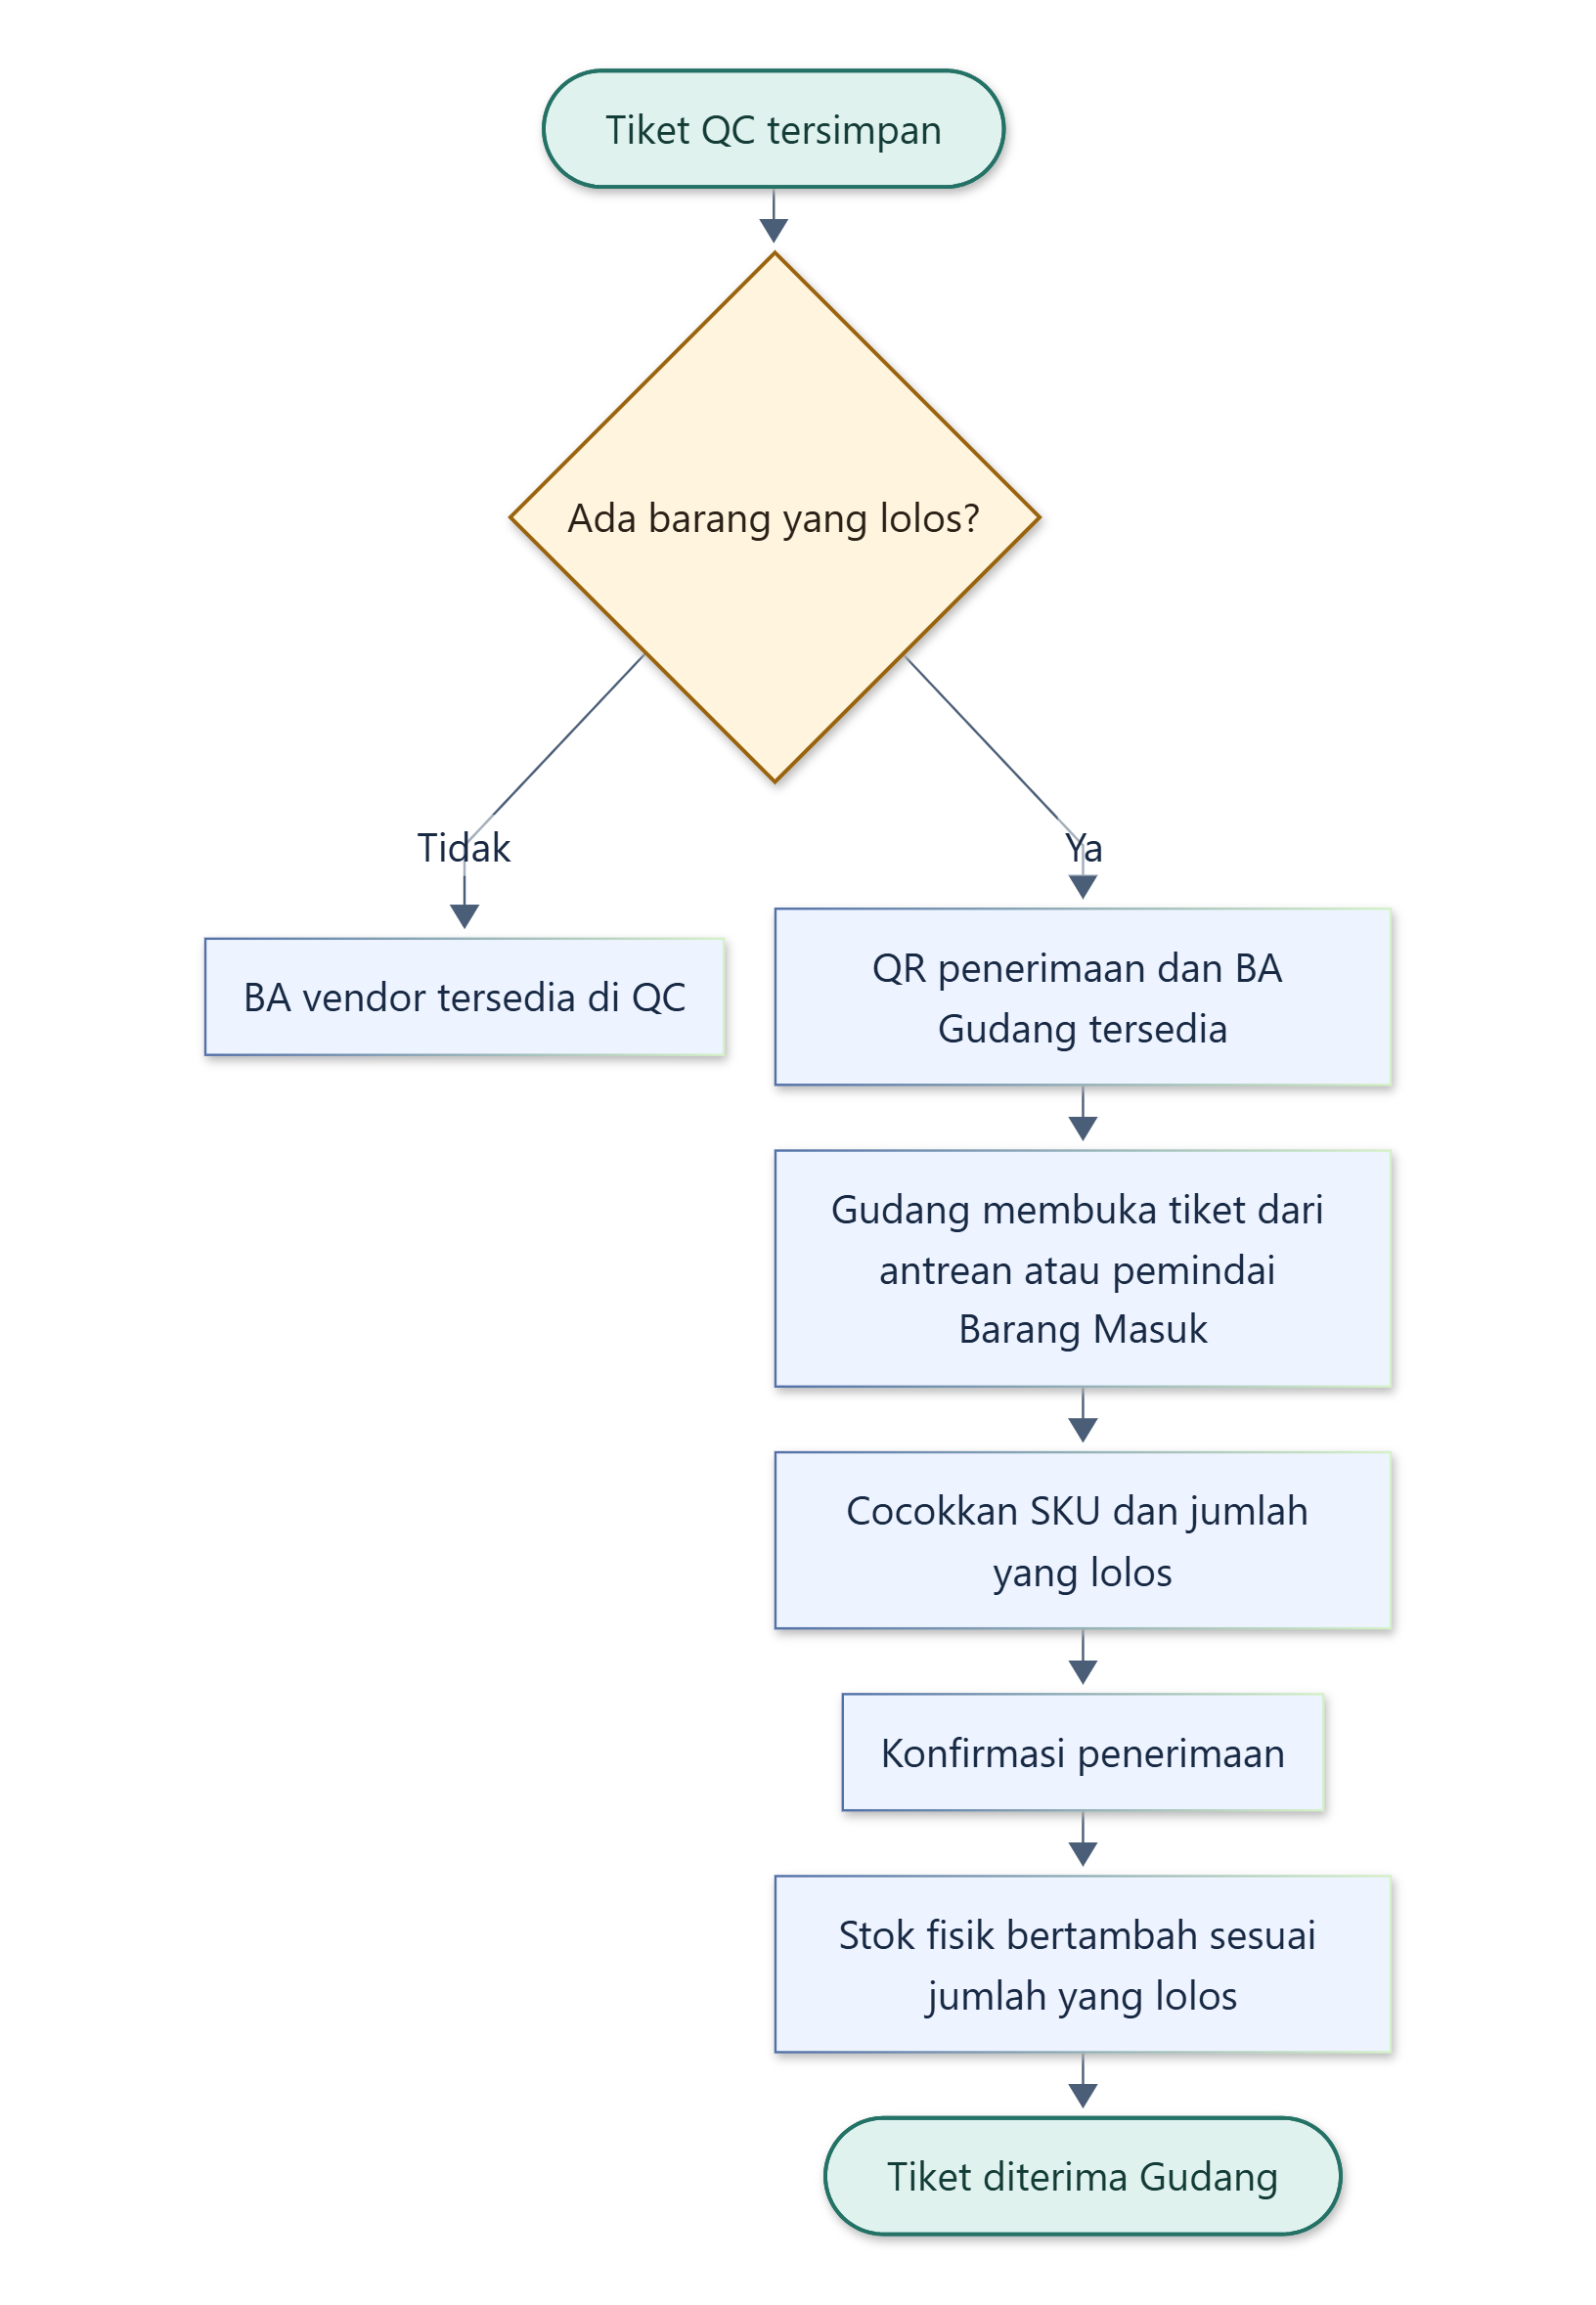 Tiket QC tersimpan
Ada barang yang lolos?
Tidak
Ya
BA vendor tersedia di QC
QR penerimaan dan BA
Gudang tersedia
Gudang membuka tiket dari
antrean atau pemindai
Barang Masuk
Cocokkan SKU dan jumlah
yang lolos
Konfirmasi penerimaan
Stok fisik bertambah sesuai
jumlah yang lolos
Tiket diterima Gudang